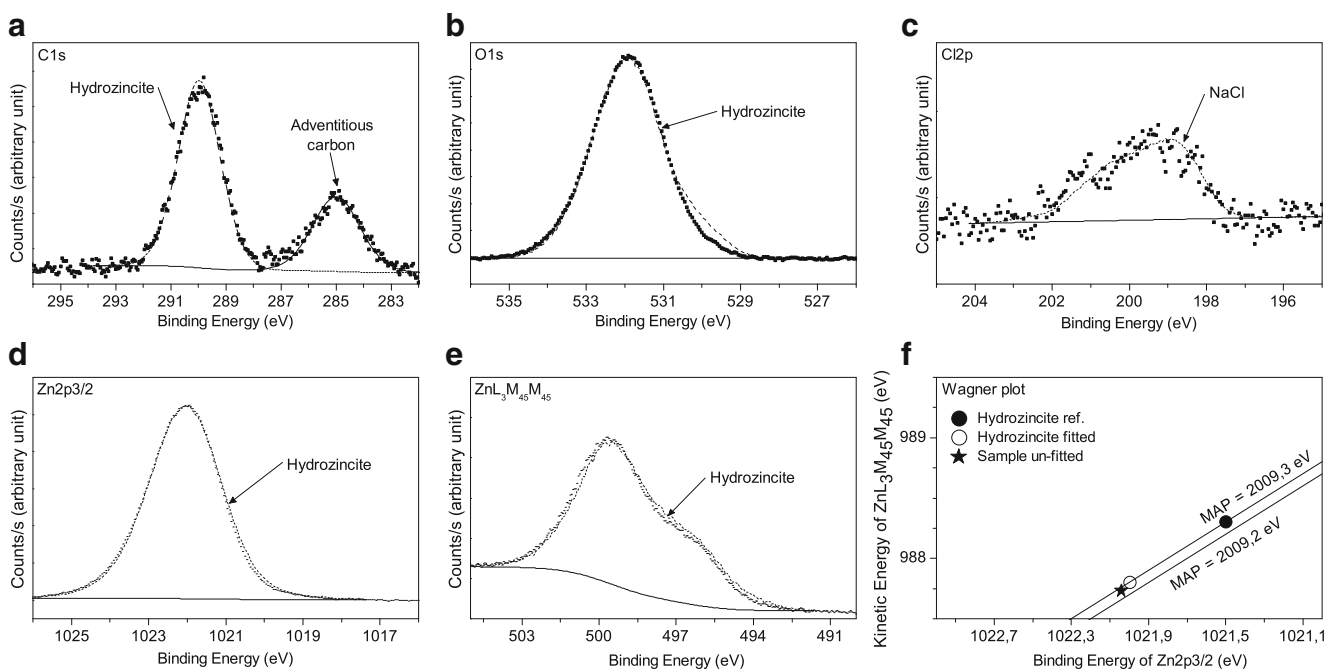 a
C1s
Hydrozincite
Adventitious
carbon
Counts/s (arbitrary unit)
295 293 291 289 287 285 283
Binding Energy (eV)
b
O1s
Hydrozincite
Counts/s (arbitrary unit)
535 533 531 529 527
Binding Energy (eV)
c
Cl2p
NaCl
Counts/s (arbitrary unit)
204 202 200 198 196
Binding Energy (eV)
d
Zn2p3/2
Hydrozincite
Counts/s (arbitrary unit)
1025 1023 1021 1019 1017
Binding Energy (eV)
e
ZnL₃M₄₅M₄₅
Hydrozincite
Counts/s (arbitrary unit)
503 500 497 494 491
Binding Energy (eV)
f
Wagner plot
Hydrozincite ref.
Hydrozincite fitted
Sample un-fitted
MAP = 2009,3 eV
MAP = 2009,2 eV
Kinetic Energy of ZnL₃M₄₅M₄₅ (eV)
989
988
1022,7 1022,3 1021,9 1021,5 1021,1
Binding Energy of Zn2p3/2 (eV)